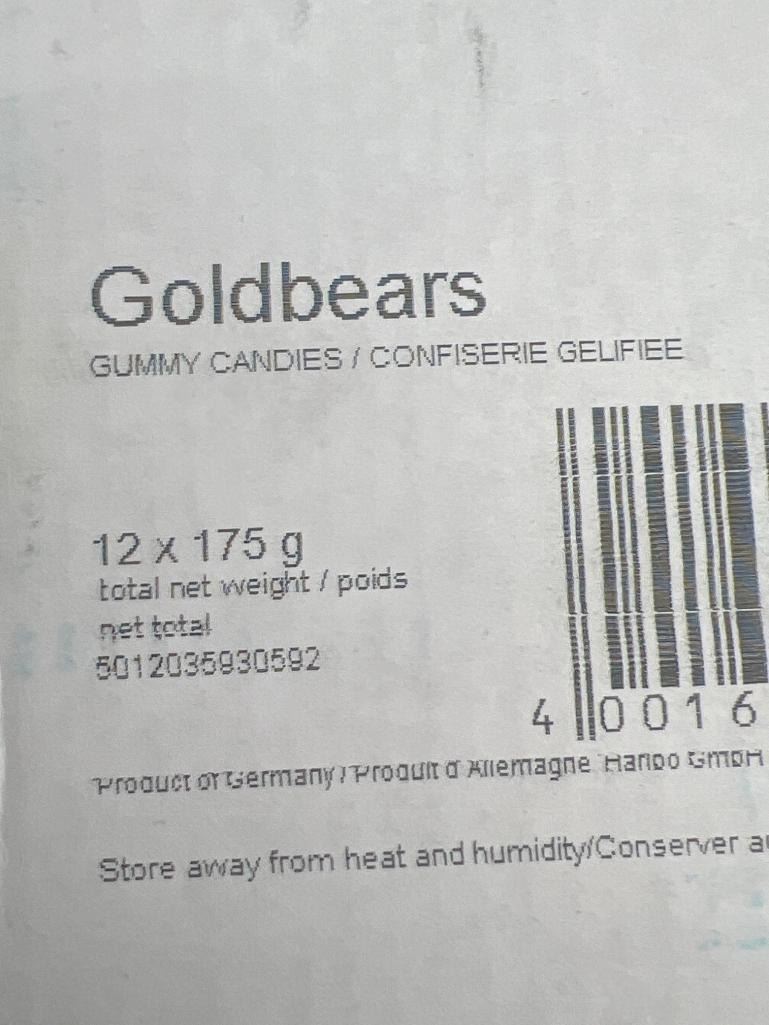 Goldbears
GUMMY CANDIES / CONFISERIE GELIFIEE
12 x 175 g
total net weight / poids
net total
5012035930592
4 0016
Product of Germany / Produit d'Allemagne Haribo GmbH
Store away from heat and humidity/Conserver